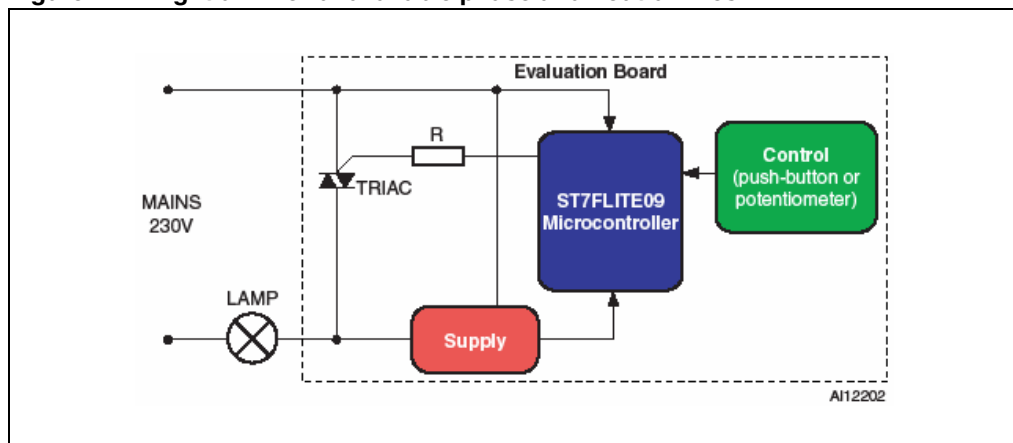 Evaluation Board
R
TRIAC
MAINS
230V
LAMP
ST7FLITE09
Microcontroller
Control
(push-button or
potentiometer)
Supply
AI12202